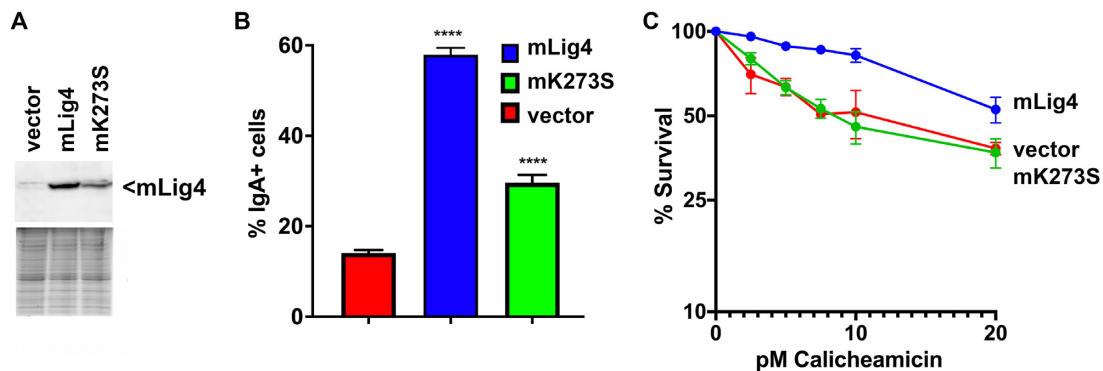 A
vector
mLig4
mK273S
<mLig4
B
% IgA+ cells
60
40
20
0
****
****
mLig4
mK273S
vector
C
% Survival
100
50
25
10
0
10
20
pM Calicheamicin
mLig4
vector
mK273S